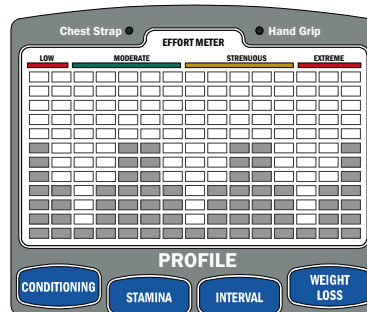 Chest Strap Hand Grip
EFFORT METER
LOW MODERATE STRENUOUS EXTREME
PROFILE
CONDITIONING
STAMINA
INTERVAL
WEIGHT
LOSS